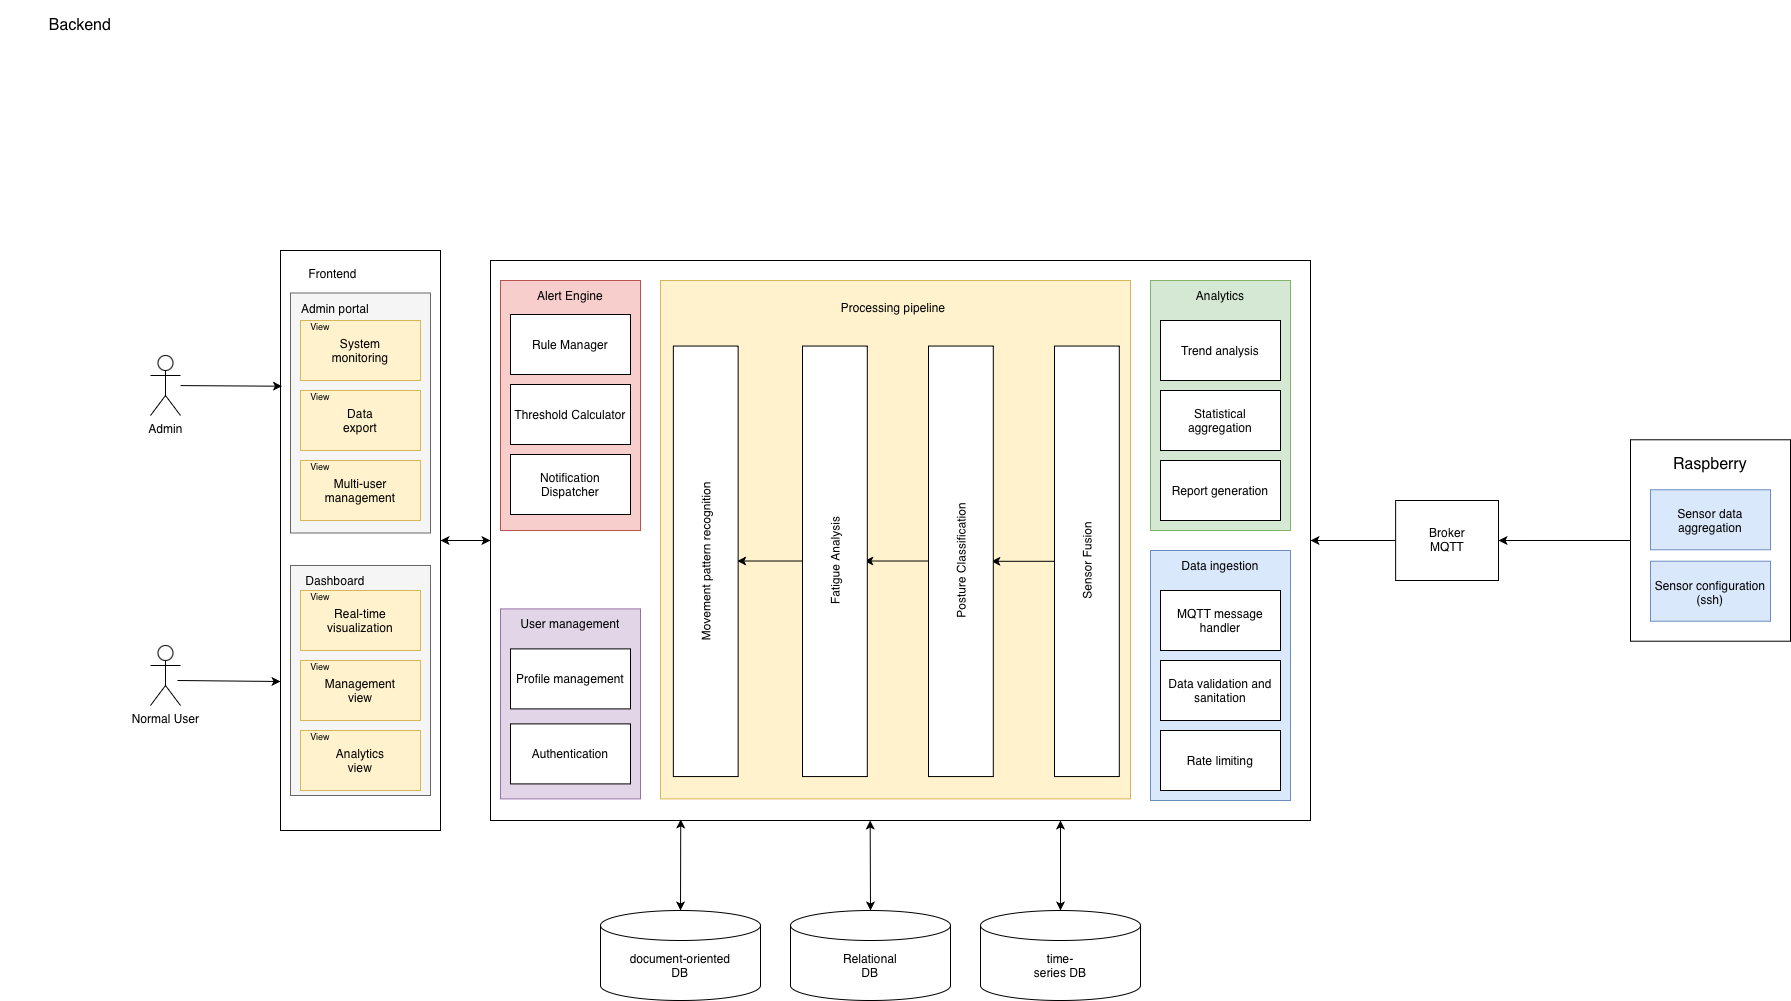 Backend
Frontend
Admin portal
View
System
monitoring
View
Data
export
View
Multi-user
management
Dashboard
View
Real-time
visualization
View
Management
view
View
Analytics
view
Admin
Normal User
Alert Engine
Rule Manager
Threshold Calculator
Notification
Dispatcher
User management
Profile management
Authentication
Processing pipeline
Movement pattern recognition
Fatigue Analysis
Posture Classification
Sensor Fusion
Analytics
Trend analysis
Statistical
aggregation
Report generation
Data ingestion
MQTT message
handler
Data validation and
sanitation
Rate limiting
Broker
MQTT
Raspberry
Sensor data
aggregation
Sensor configuration
(ssh)
document-oriented
DB
Relational
DB
time-
series DB